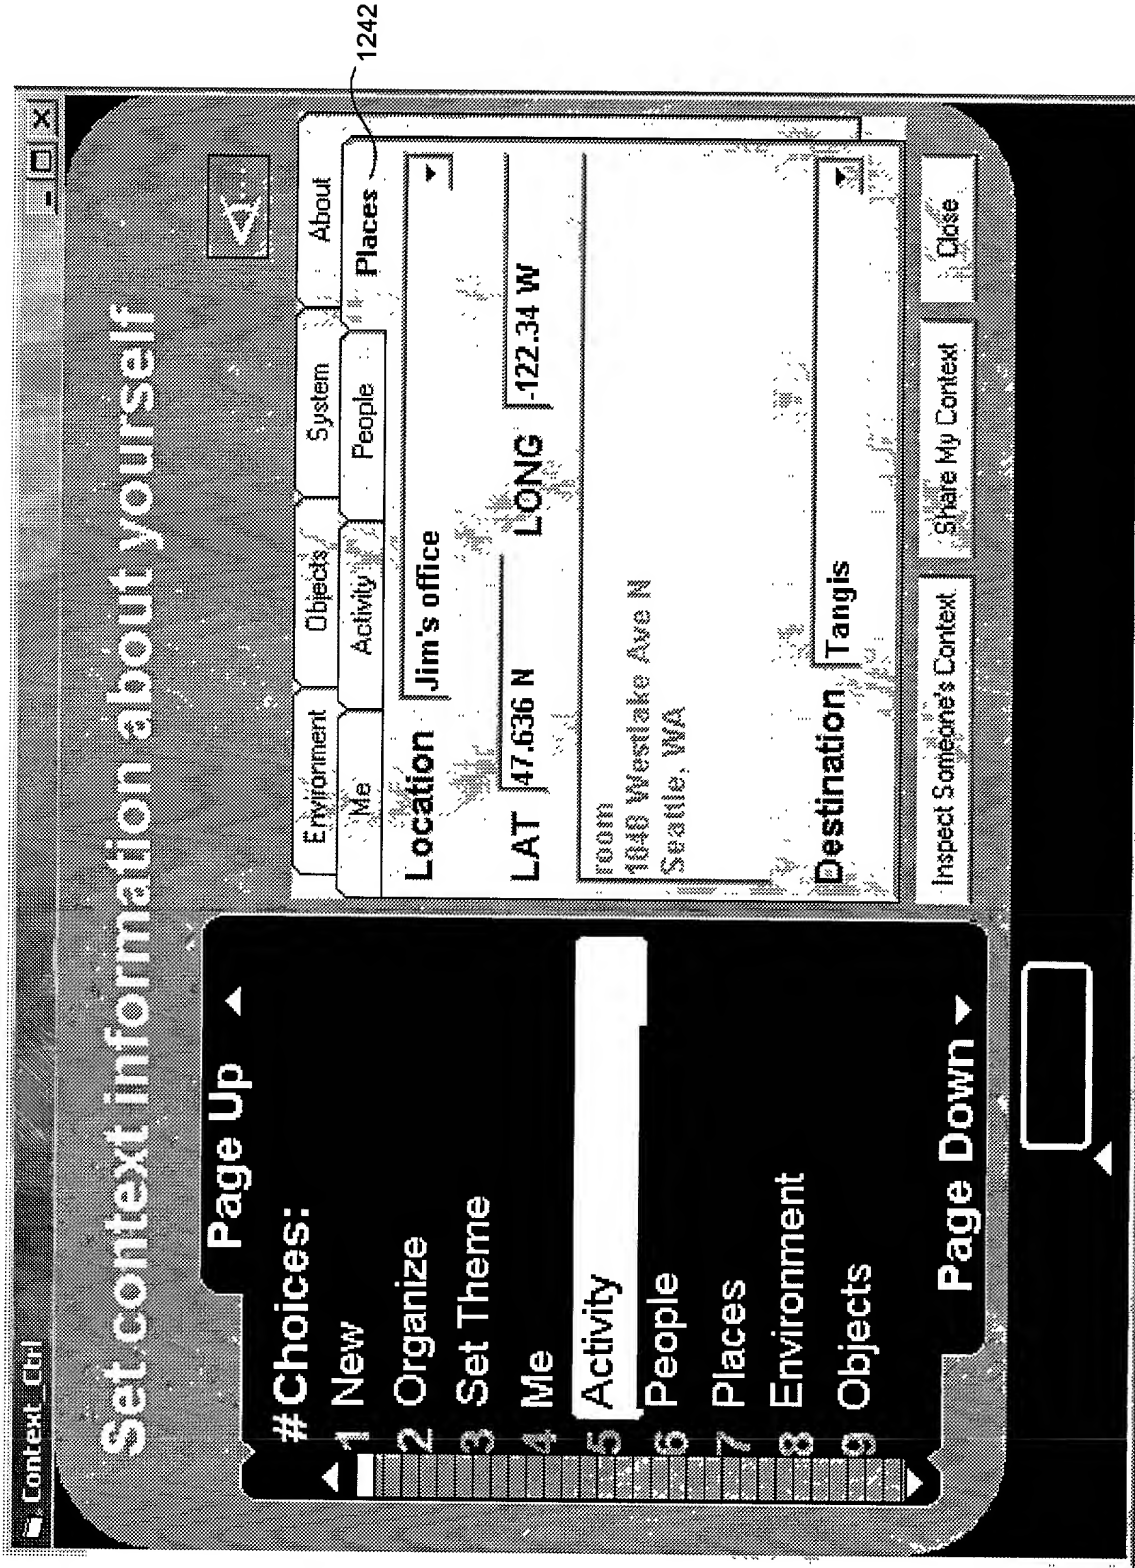 Context_Ctrl
Set context information about yourself
Page Up
# Choices:
1 New
2 Organize
3 Set Theme
4 Me
5 Activity
6 People
7 Places
8 Environment
9 Objects
Page Down
Environment Objects System About
Me Activity People Places
1242
Location Jim's office
LAT 47.636 N LONG -122.34 W
room
1040 Westlake Ave N
Seattle, WA
Destination Tangis
Inspect Someone's Context Share My Context Close